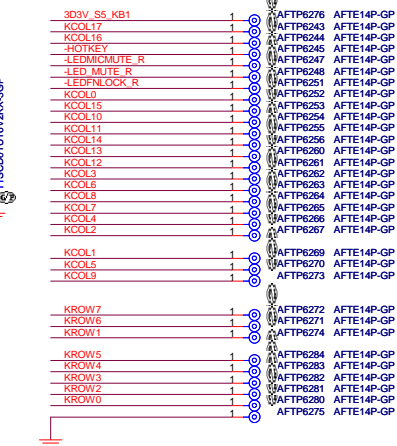 3D3V_S5_KB1 1 AFTP6276 AFTE14P-GP
KCOL17 1 AFTP6243 AFTE14P-GP
KCOL16 1 AFTP6244 AFTE14P-GP
-HOTKEY 1 AFTP6245 AFTE14P-GP
-LEDMICMUTE_R 1 AFTP6247 AFTE14P-GP
-LED_MUTE_R 1 AFTP6248 AFTE14P-GP
-LEDFNLOCK_R 1 AFTP6251 AFTE14P-GP
KCOL0 1 AFTP6252 AFTE14P-GP
KCOL15 1 AFTP6253 AFTE14P-GP
KCOL10 1 AFTP6254 AFTE14P-GP
KCOL11 1 AFTP6255 AFTE14P-GP
KCOL14 1 AFTP6256 AFTE14P-GP
KCOL13 1 AFTP6260 AFTE14P-GP
KCOL12 1 AFTP6261 AFTE14P-GP
KCOL3 1 AFTP6262 AFTE14P-GP
KCOL6 1 AFTP6263 AFTE14P-GP
KCOL8 1 AFTP6264 AFTE14P-GP
KCOL7 1 AFTP6265 AFTE14P-GP
KCOL4 1 AFTP6266 AFTE14P-GP
KCOL2 1 AFTP6267 AFTE14P-GP
KCOL1 1 AFTP6269 AFTE14P-GP
KCOL5 1 AFTP6270 AFTE14P-GP
KCOL9 1 AFTP6273 AFTE14P-GP
KROW7 1 AFTP6272 AFTE14P-GP
KROW6 1 AFTP6271 AFTE14P-GP
KROW1 1 AFTP6274 AFTE14P-GP
KROW5 1 AFTP6284 AFTE14P-GP
KROW4 1 AFTP6283 AFTE14P-GP
KROW3 1 AFTP6282 AFTE14P-GP
KROW2 1 AFTP6281 AFTE14P-GP
KROW0 1 AFTP6280 AFTE14P-GP
1 AFTP6275 AFTE14P-GP